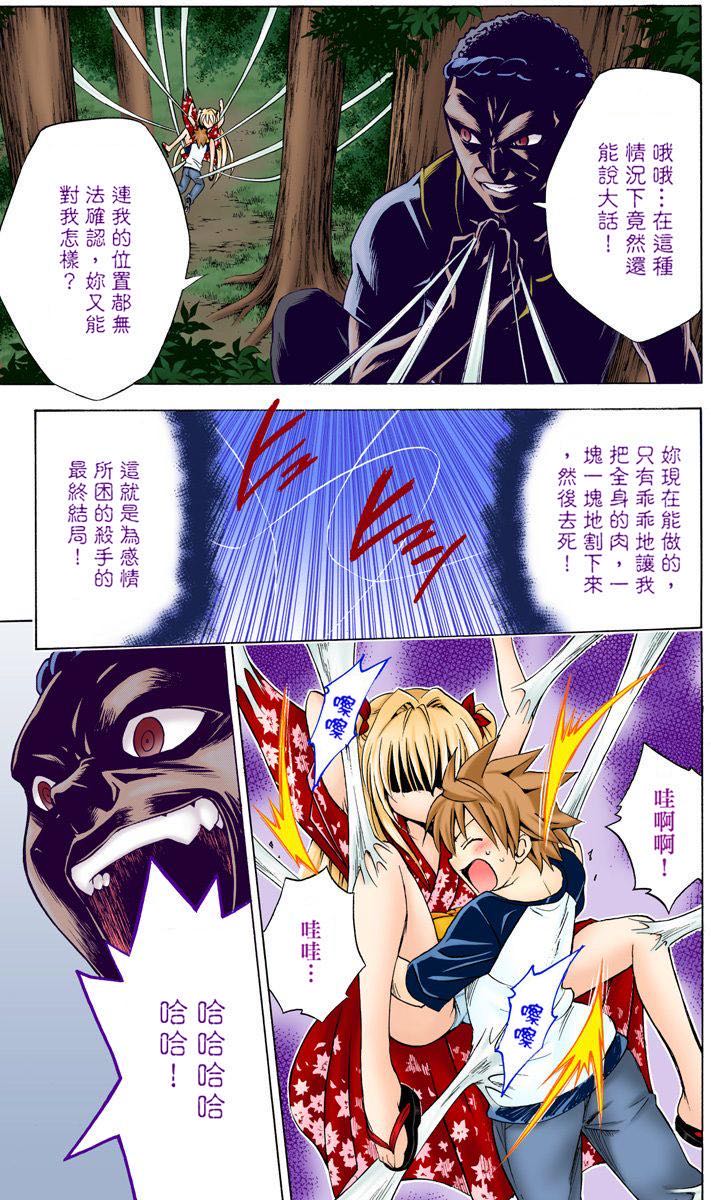 哦哦…在這種
情況下竟然還
能說大話！
連我的位置都無
法確認，妳又能
對我怎樣？
妳現在能做的，
只有乖乖地讓我
把全身的肉，一
塊一塊地割下來
，然後去死！
ヒュ
ヒュ
這就是為感情
所困的殺手的
最終結局！
哇啊啊！
嚓嚓
哇哇…
嚓嚓
哈哈哈哈
哈哈！